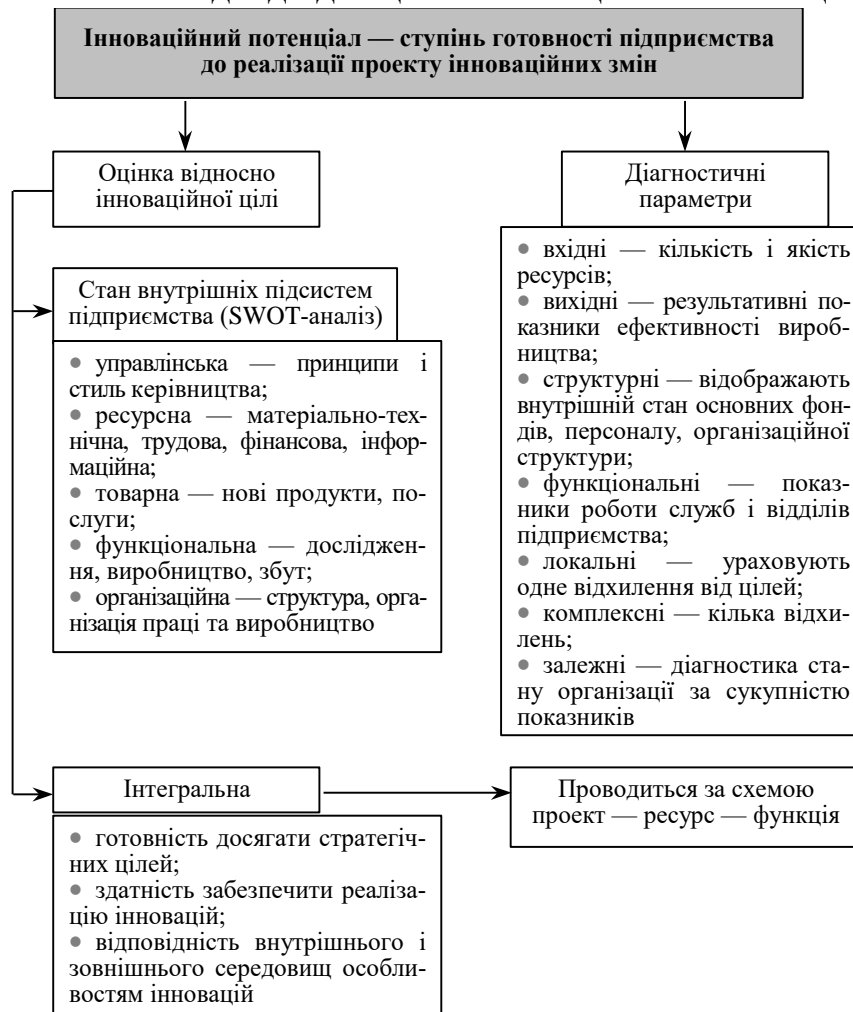 Інноваційний потенціал — ступінь готовності підприємства
до реалізації проекту інноваційних змін
Оцінка відносно
інноваційної цілі
Стан внутрішніх підсистем
підприємства (SWOT-аналіз)
• управлінська — принципи і
стиль керівництва;
• ресурсна — матеріально-тех-
нічна, трудова, фінансова, інфор-
маційна;
• товарна — нові продукти, по-
слуги;
• функціональна — досліджен-
ня, виробництво, збут;
• організаційна — структура, орга-
нізація праці та виробництво
Діагностичні
параметри
• вхідні — кількість і якість
ресурсів;
• вихідні — результативні по-
казники ефективності вироб-
ництва;
• структурні — відображають
внутрішній стан основних фон-
дів, персоналу, організаційної
структури;
• функціональні — показ-
ники роботи служб і відділів
підприємства;
• локальні — ураховують
одне відхилення від цілей;
• комплексні — кілька відхи-
лень;
• залежні — діагностика ста-
ну організації за сукупністю
показників
Інтегральна
• готовність досягати стратегіч-
них цілей;
• здатність забезпечити реаліза-
цію інновацій;
• відповідність внутрішнього і
зовнішнього середовищ особли-
востям інновацій
Проводиться за схемою
проект — ресурс — функція